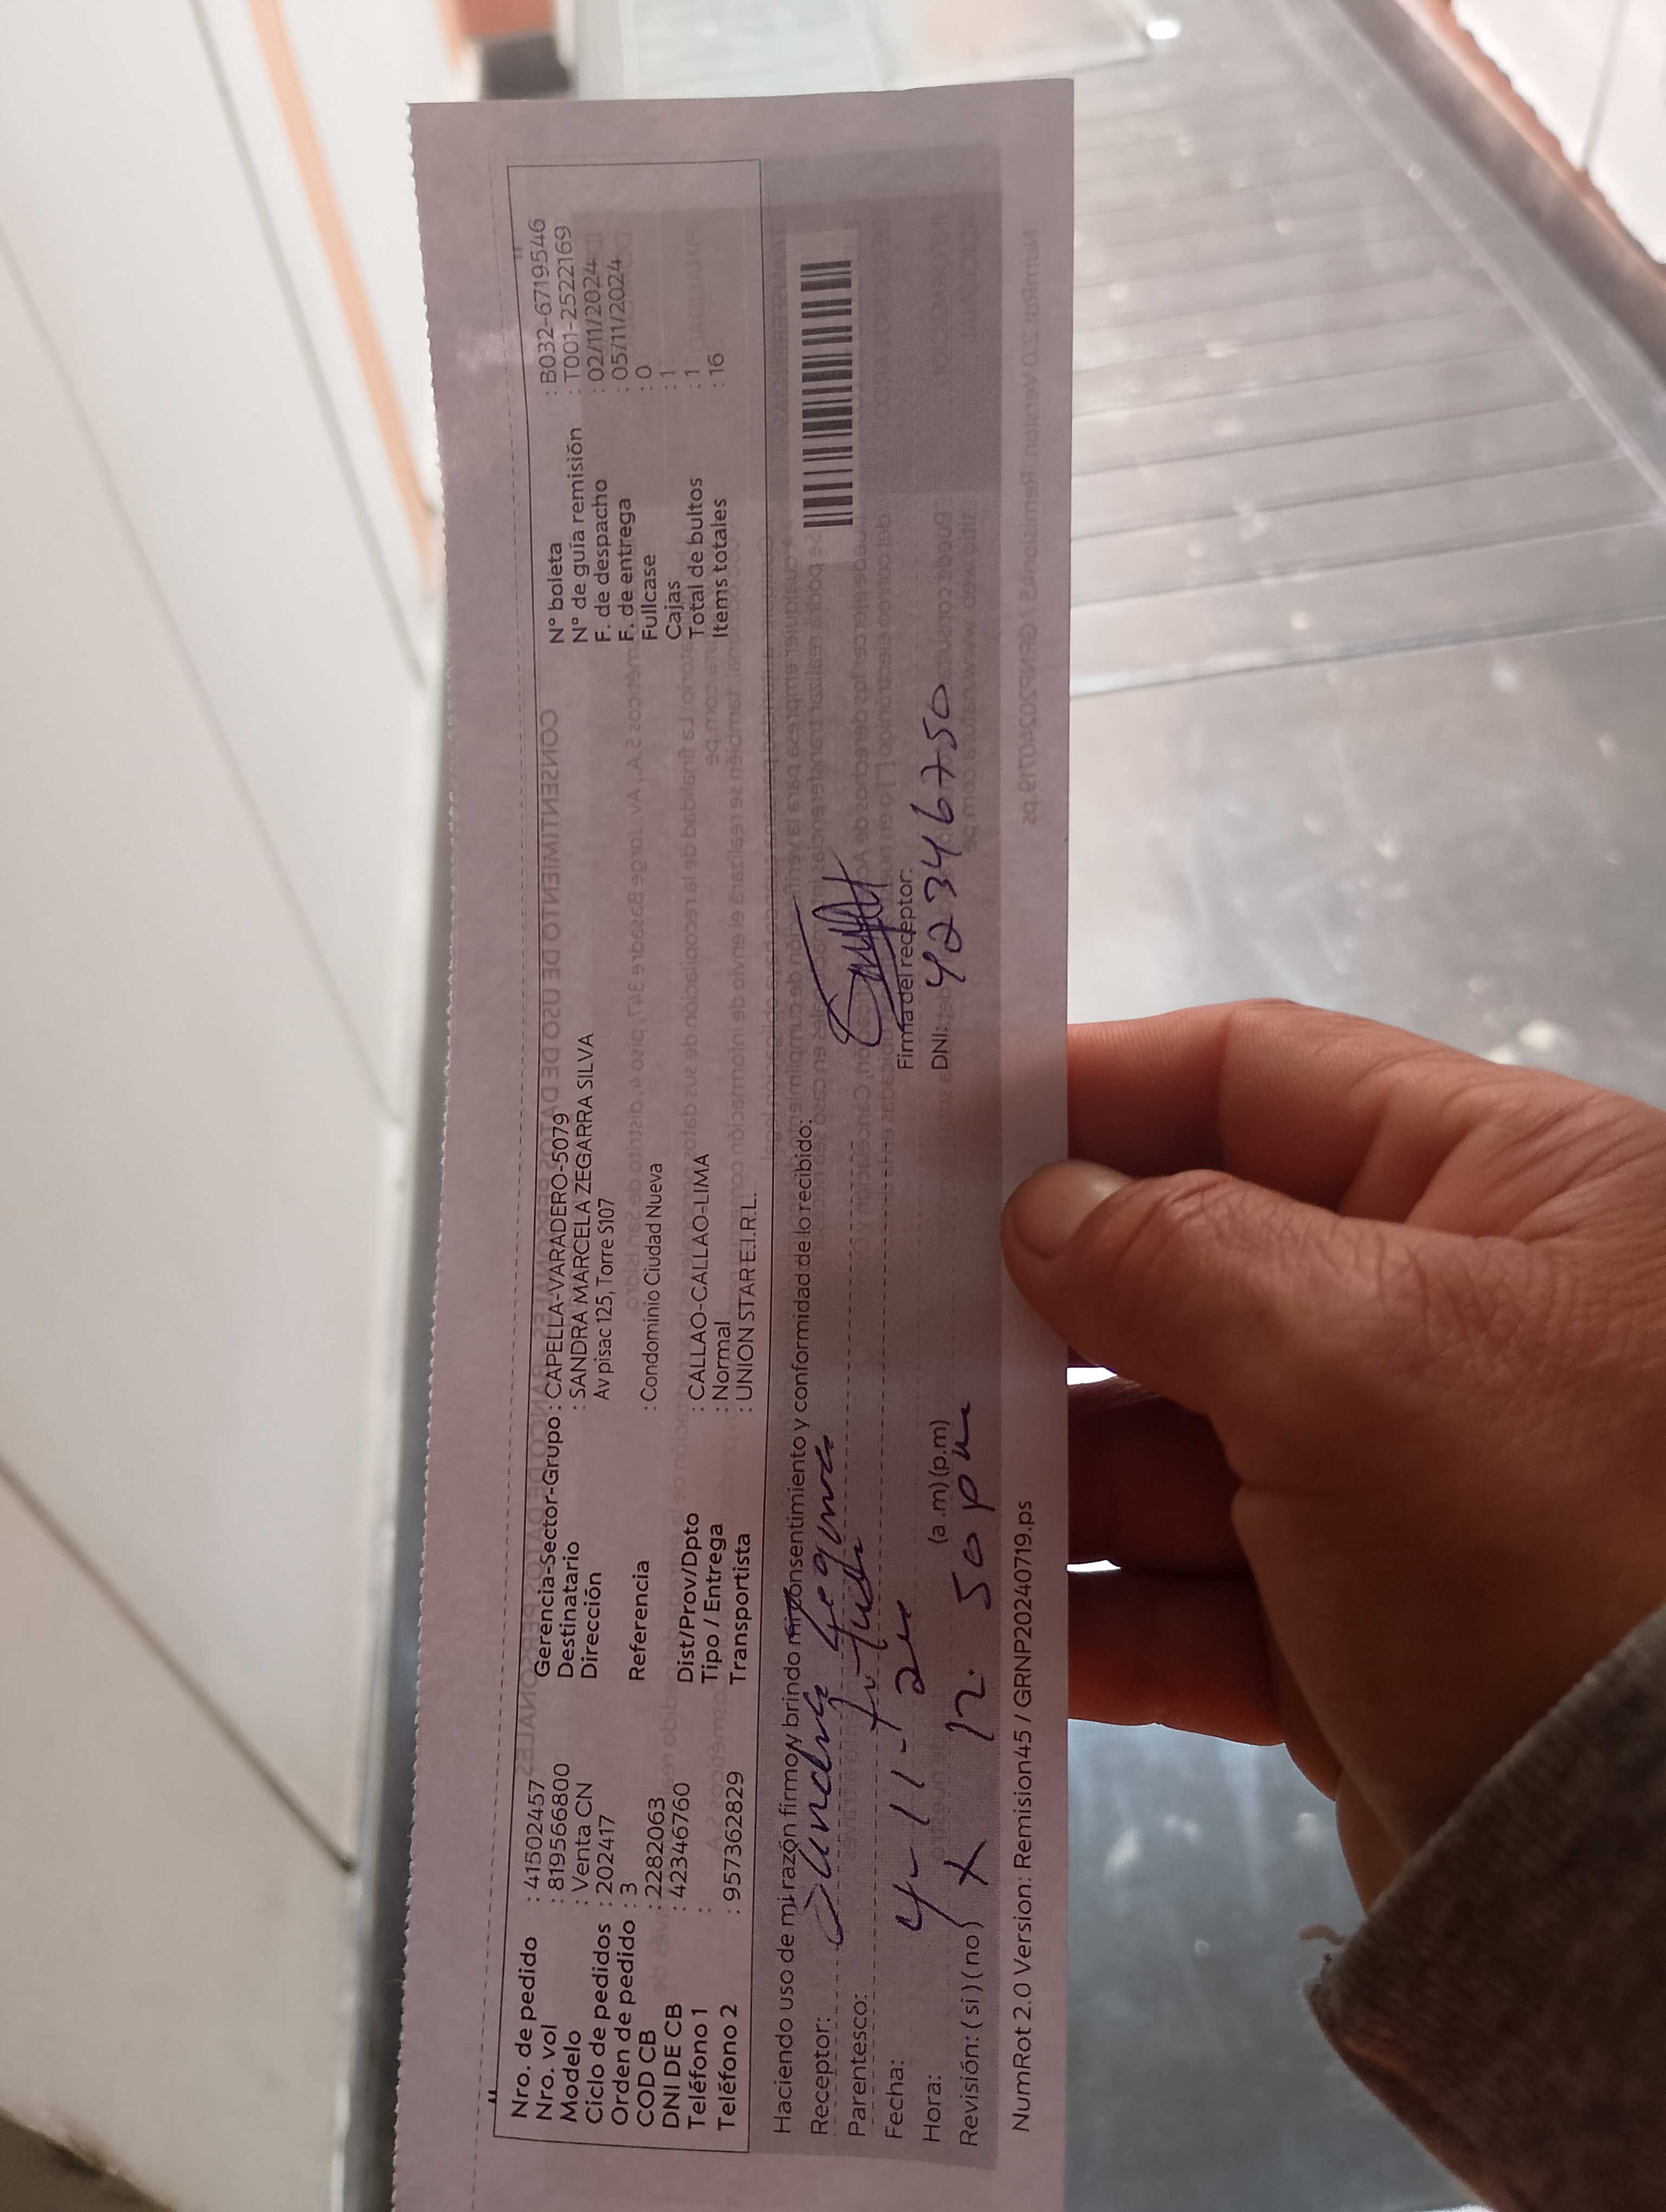 Nro. de pedido : 41502457
Nro. vol : 819566800
Modelo : Venta CN
Ciclo de pedidos : 202417
Orden de pedido : 3
COD CB : 2282063
DNI DE CB : 42346760
Teléfono 1 :
Teléfono 2 : 957362829
Gerencia-Sector-Grupo : CAPELLA-VARADERO-5079
Destinatario : SANDRA MARCELA ZEGARRA SILVA
Dirección Av pisac 125, Torre S107
Referencia : Condominio Ciudad Nueva
Dist/Prov/Dpto : CALLAO-CALLAO-LIMA
Tipo / Entrega : Normal
Transportista : UNION STAR E.I.R.L.
N° boleta : B032-6719546
N° de guía remisión : T001-2522169
F. de despacho : 02/11/2024
F. de entrega : 05/11/2024
Fullcase : 0
Cajas : 1
Total de bultos : 1
Items totales : 16
Haciendo uso de mi razón firmo y brindo mi consentimiento y conformidad de lo recibido:
Receptor: Sandra
Parentesco:
Fecha: 4-11-
Hora: 12. 50 pm (a .m) (p.m)
Revisión: ( si ) ( no ) X
Firma del receptor:
DNI: 42346750
NumRot 2.0 Version: Remision45 / GRNP20240719.ps